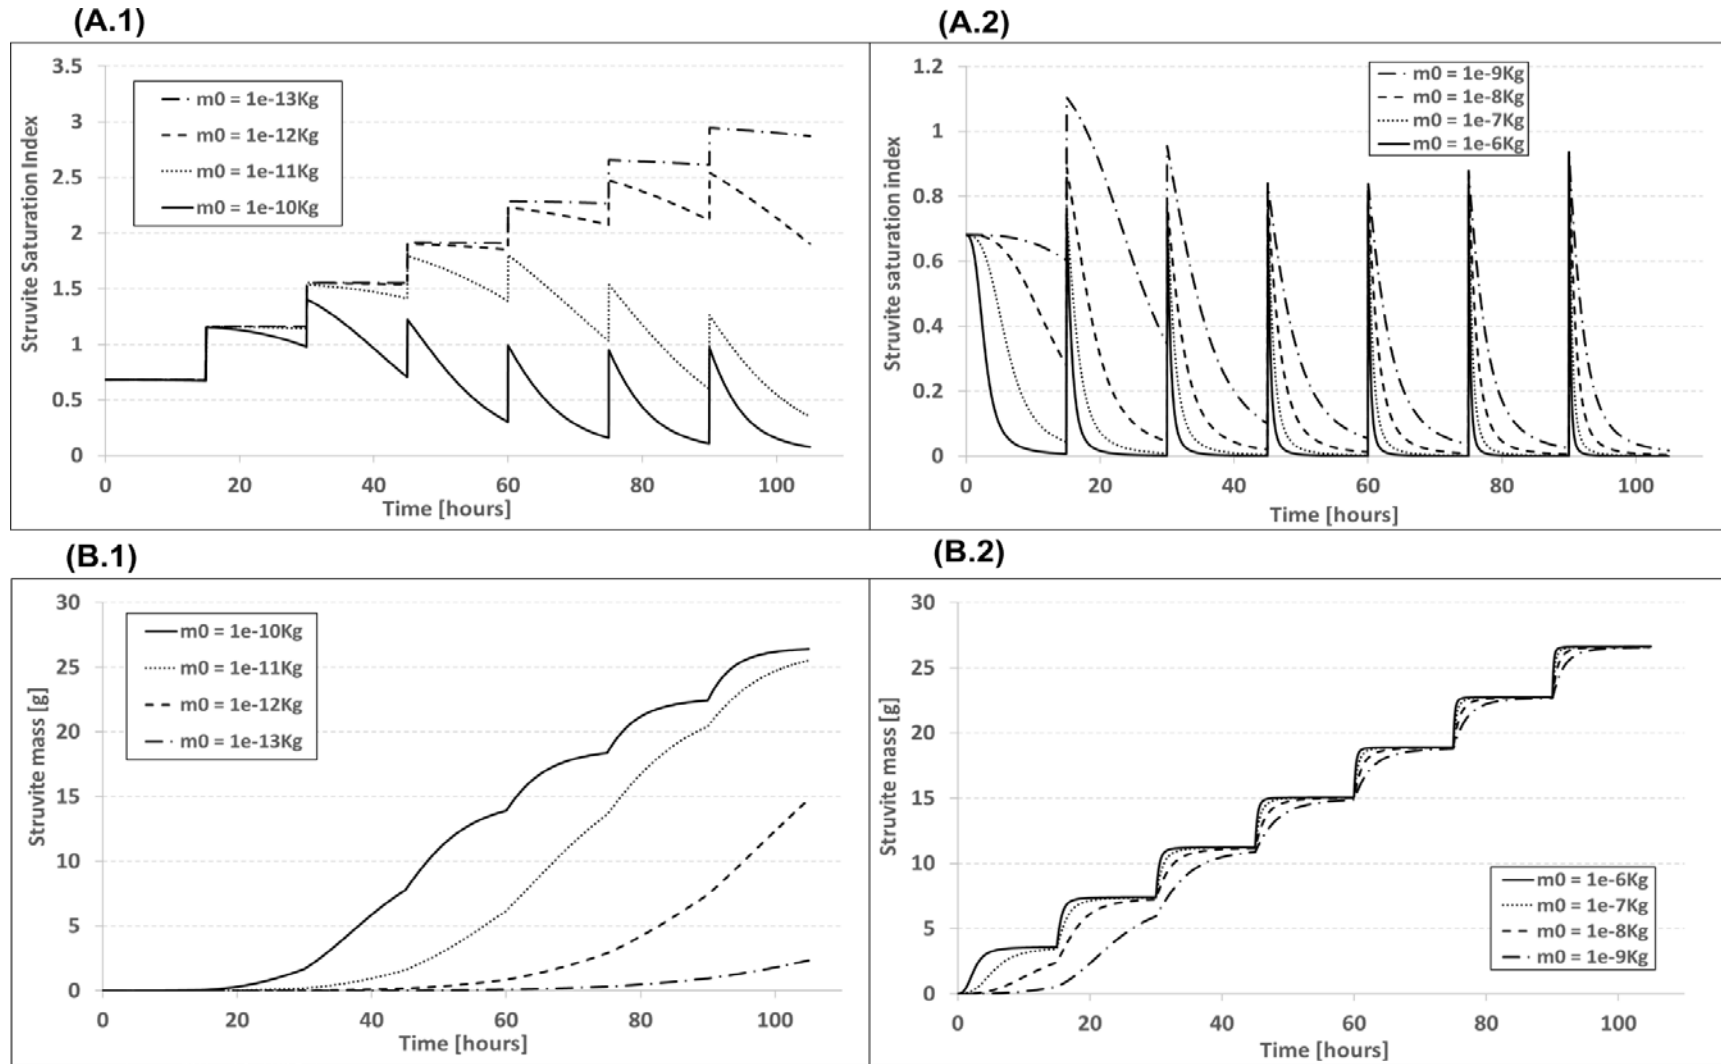 (A.1)
Struvite Saturation Index
3.5
3
2.5
2
1.5
1
0.5
0
m0 = 1e-13Kg
m0 = 1e-12Kg
m0 = 1e-11Kg
m0 = 1e-10Kg
0 20 40 60 80 100
Time [hours]
(A.2)
Struvite saturation index
1.2
1
0.8
0.6
0.4
0.2
0
m0 = 1e-9Kg
m0 = 1e-8Kg
m0 = 1e-7Kg
m0 = 1e-6Kg
0 20 40 60 80 100
Time [hours]
(B.1)
Struvite mass [g]
30
25
20
15
10
5
0
m0 = 1e-10Kg
m0 = 1e-11Kg
m0 = 1e-12Kg
m0 = 1e-13Kg
0 20 40 60 80 100
Time [hours]
(B.2)
Struvite mass [g]
30
25
20
15
10
5
0
m0 = 1e-6Kg
m0 = 1e-7Kg
m0 = 1e-8Kg
m0 = 1e-9Kg
0 20 40 60 80 100
Time [hours]